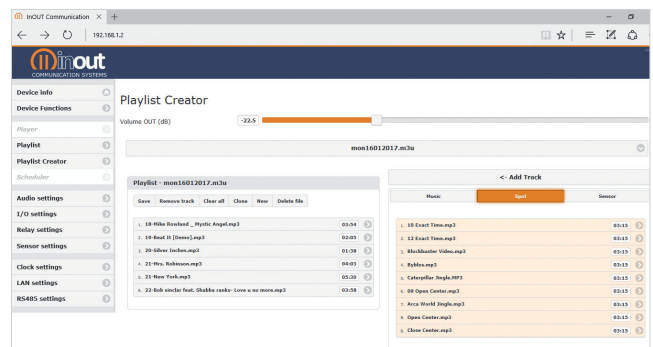 InOUT Communication
192.168.1.2
inout
COMMUNICATION SYSTEMS
Device info
Device Functions
Player
Playlist
Playlist Creator
Scheduler
Audio settings
I/O settings
Relay settings
Sensor settings
Clock settings
LAN settings
RS485 settings
Playlist Creator
Volume OUT (dB) -22.5
mon16012017.m3u
Playlist - mon16012017.m3u
Save Remove track Clear all Clone New Delete file
1. 18-Mike Rowland _ Mystic Angel.mp3 03:54
2. 19-Beat It [Demo].mp3 02:05
3. 20-Silver Inches.mp3 01:38
4. 21-Mrs. Robinson.mp3 04:03
5. 21-New York.mp3 05:30
6. 22-Bob sinclar feat. Shabba ranks- Love u no more.mp3 03:58
<- Add Track
Music Spot Sensor
1. 10 Exact Time.mp3 03:15
2. 12 Exact Time.mp3 03:15
3. Blockbaster Video.mp3 03:15
4. Byblos.mp3 03:15
5. Caterpillar Jingle.MP3 03:15
6. 09 Open Center.mp3 03:15
7. Arca World Jingle.mp3 03:15
8. Open Center.mp3 03:15
9. Close Center.mp3 03:15